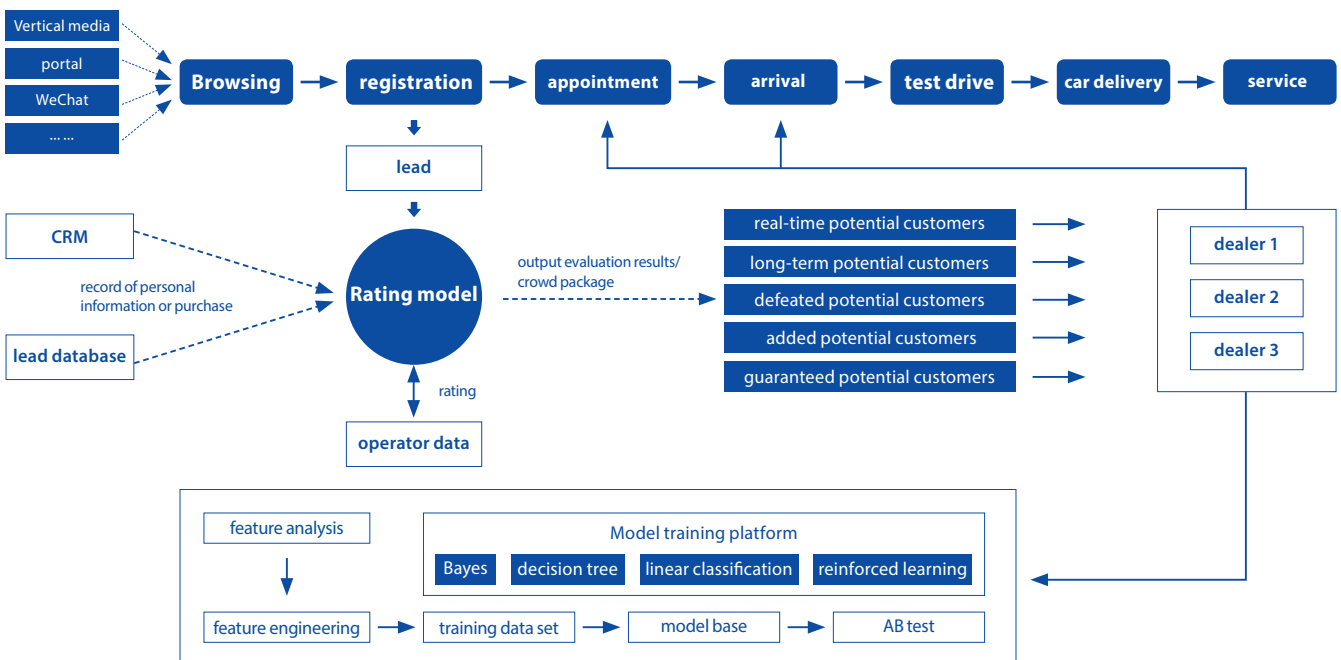 Vertical media
portal
WeChat
... ...
Browsing
registration
appointment
arrival
test drive
car delivery
service
lead
CRM
record of personal
information or purchase
lead database
Rating model
output evaluation results/
crowd package
rating
operator data
real-time potential customers
long-term potential customers
defeated potential customers
added potential customers
guaranteed potential customers
dealer 1
dealer 2
dealer 3
feature analysis
Model training platform
Bayes
decision tree
linear classification
reinforced learning
feature engineering
training data set
model base
AB test